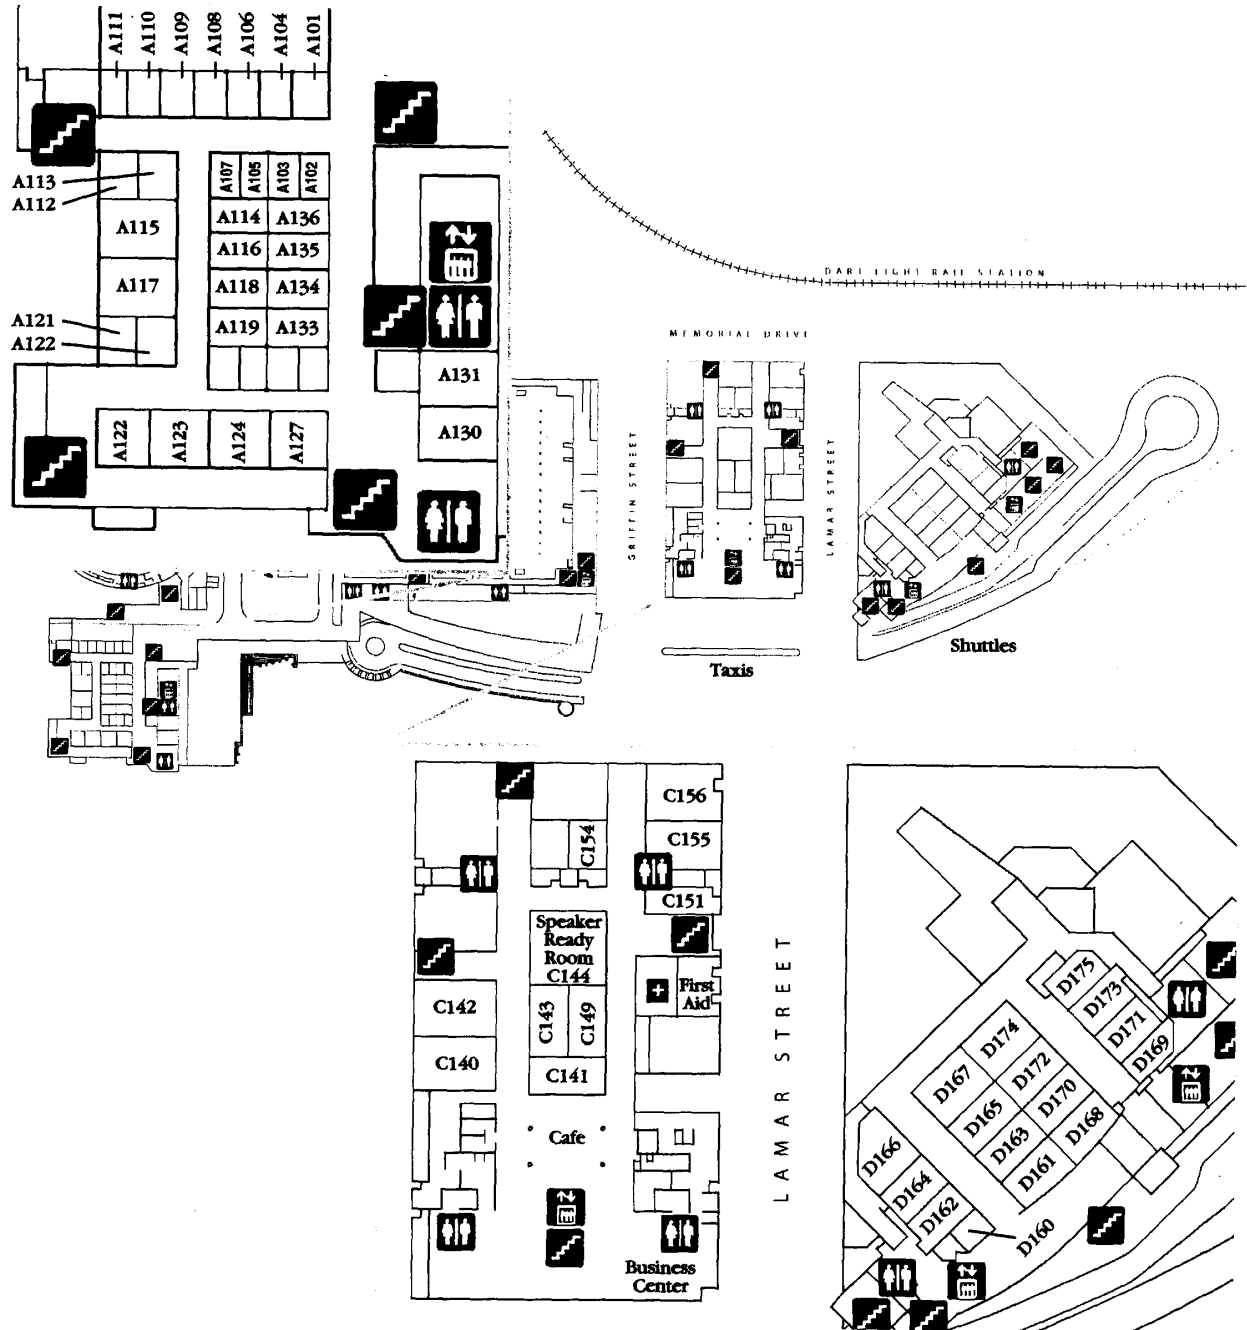 A111
A110
A109
A108
A106
A104
A101
A113
A112
A107
A105
A103
A102
A115
A114
A136
A116
A135
A117
A118
A134
A121
A122
A119
A133
A131
A130
A122
A123
A124
A127
DART LIGHT RAIL STATION
MEMORIAL DRIVE
GRIFFIN STREET
LAMAR STREET
Taxis
Shuttles
C156
C155
C154
C151
Speaker
Ready
Room
C144
C142
C143
C149
First
Aid
C140
C141
Cafe
Business
Center
LAMAR STREET
D175
D173
D171
D169
D174
D172
D170
D168
D167
D165
D163
D161
D166
D164
D162
D160